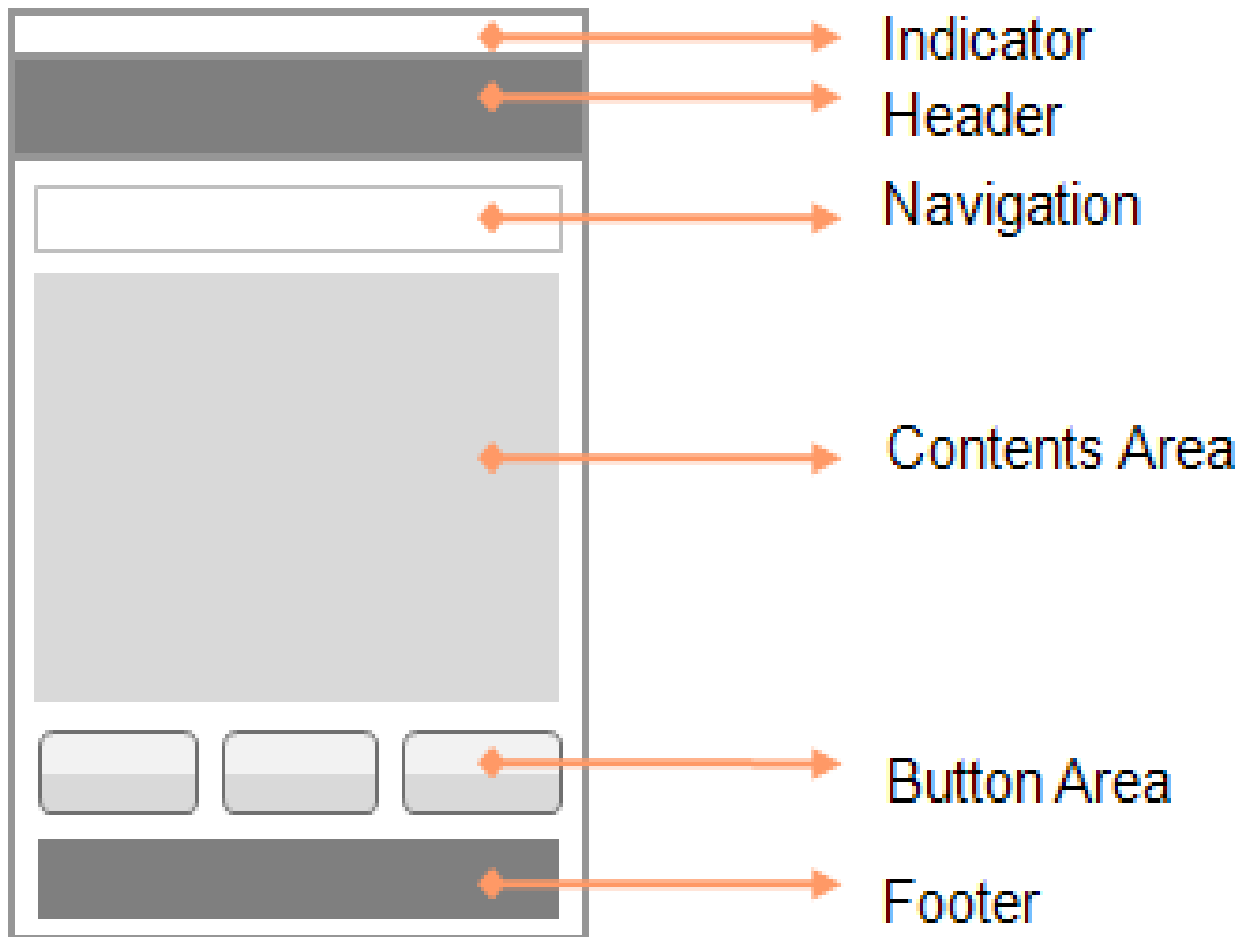 Indicator
Header
Navigation
Contents Area
Button Area
Footer